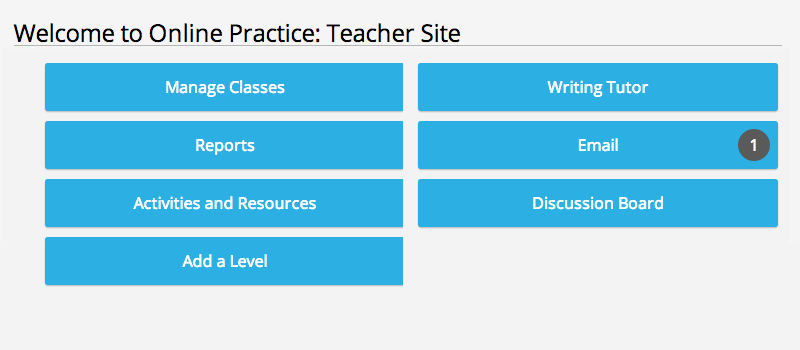 Welcome to Online Practice: Teacher Site
Manage Classes
Writing Tutor
Reports
Email
1
Activities and Resources
Discussion Board
Add a Level